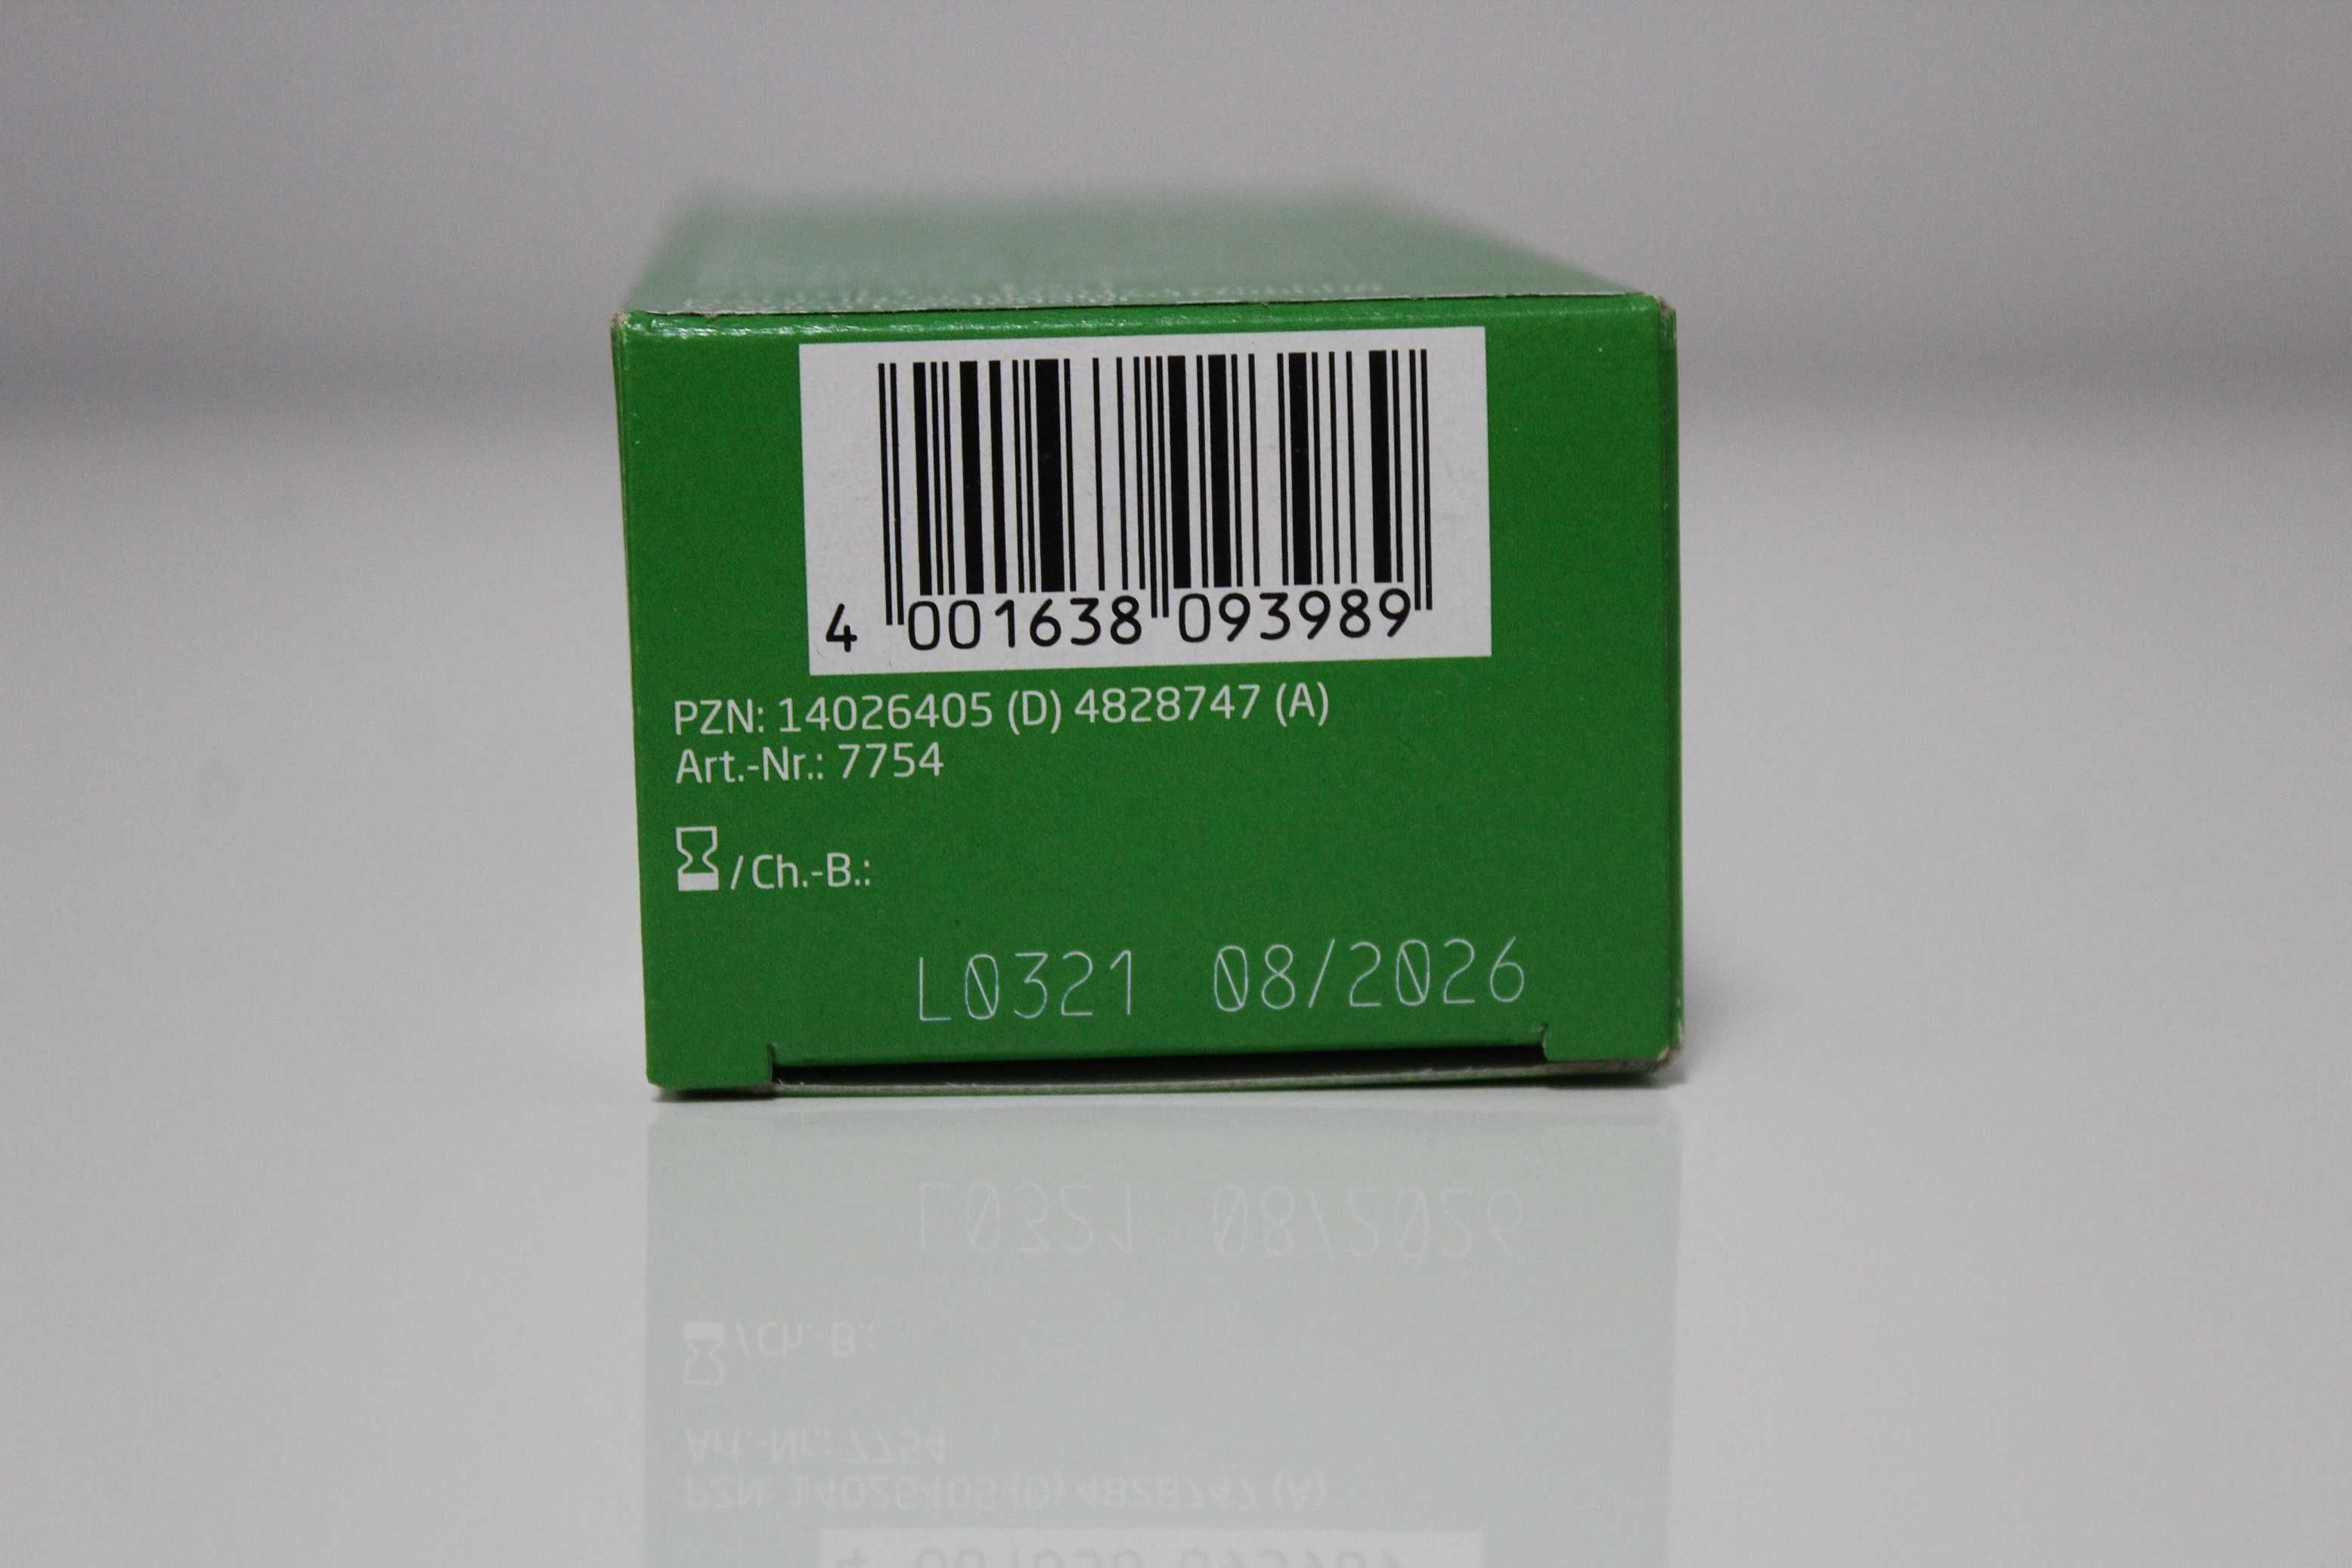 4 001638 093989
PZN: 14026405 (D) 4828747 (A)
Art.-Nr.: 7754
/ Ch.-B.:
L0321 08/2026